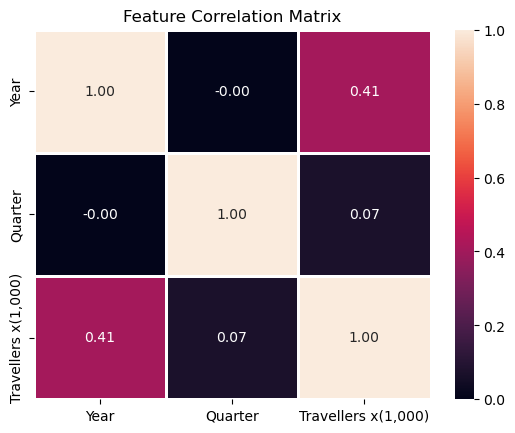 Feature Correlation Matrix
Year
1.00
-0.00
0.41
Quarter
-0.00
1.00
0.07
Travellers x(1,000)
0.41
0.07
1.00
Year
Quarter
Travellers x(1,000)
1.0
0.8
0.6
0.4
0.2
0.0